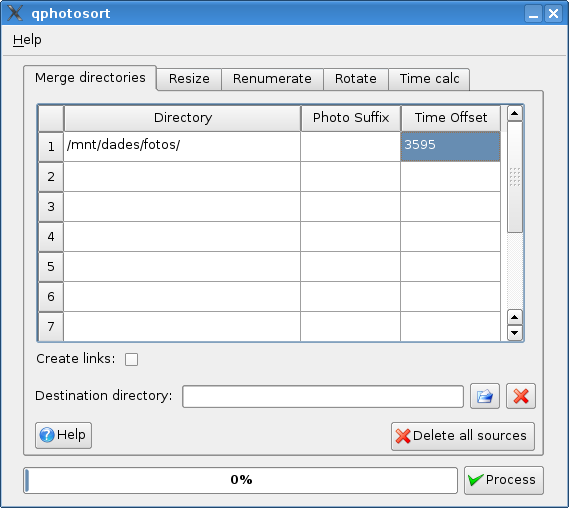 qphotosort
Help
Merge directories Resize Renumerate Rotate Time calc
Directory Photo Suffix Time Offset
1 /mnt/dades/fotos/ 3595
2
3
4
5
6
7
Create links:
Destination directory:
Help Delete all sources
0% Process